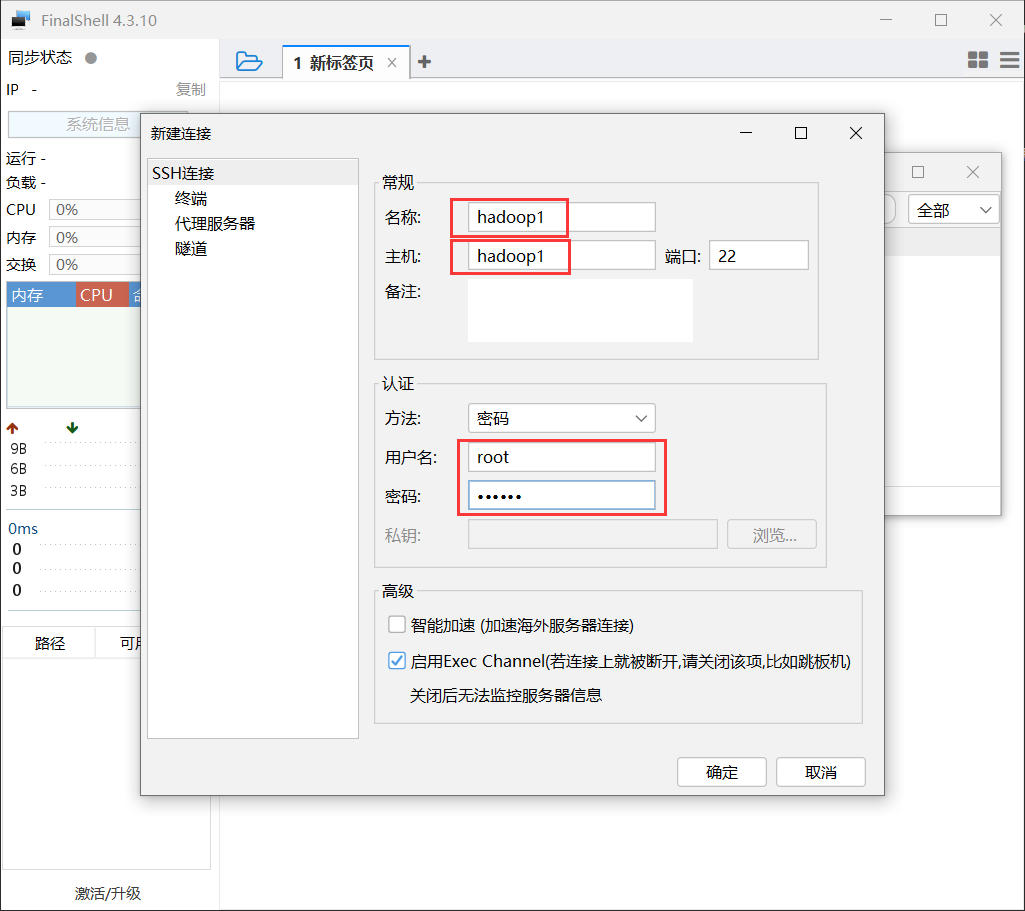 FinalShell 4.3.10
同步状态
IP -
复制
系统信息
运行 -
负载 -
CPU 0%
内存 0%
交换 0%
内存 CPU
9B
6B
3B
0ms
0
0
0
路径
激活/升级
1 新标签页
全部
新建连接
SSH连接
终端
代理服务器
隧道
常规
名称: hadoop1
主机: hadoop1 端口: 22
备注:
认证
方法: 密码
用户名: root
密码: ••••••
私钥: 浏览...
高级
智能加速 (加速海外服务器连接)
启用Exec Channel(若连接上就被断开,请关闭该项,比如跳板机)
关闭后无法监控服务器信息
确定 取消